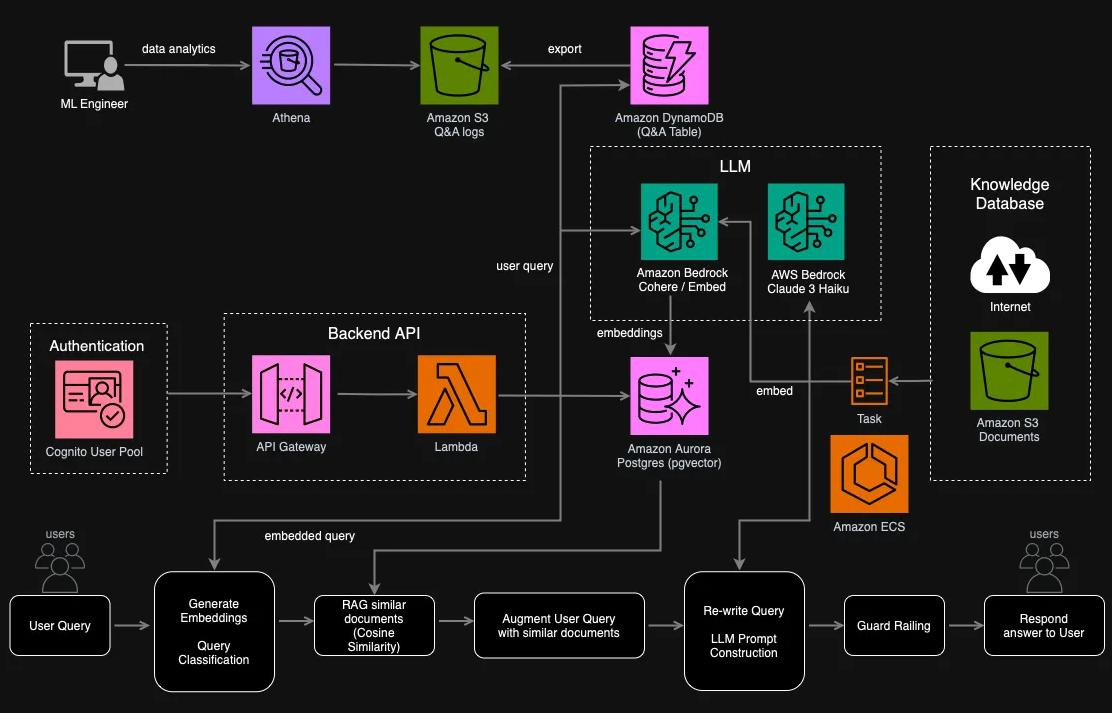 data analytics
export
ML Engineer
Athena
Amazon S3
Q&A logs
Amazon DynamoDB
(Q&A Table)
LLM
Knowledge
Database
Amazon Bedrock
Cohere / Embed
AWS Bedrock
Claude 3 Haiku
user query
Internet
embeddings
Authentication
Backend API
embed
Task
Amazon S3
Documents
Cognito User Pool
API Gateway
Lambda
Amazon Aurora
Postgres (pgvector)
Amazon ECS
users
embedded query
users
User Query
Generate
Embeddings
Query
Classification
RAG similar
documents
(Cosine
Similarity)
Augment User Query
with similar documents
Re-write Query
LLM Prompt
Construction
Guard Railing
Respond
answer to User